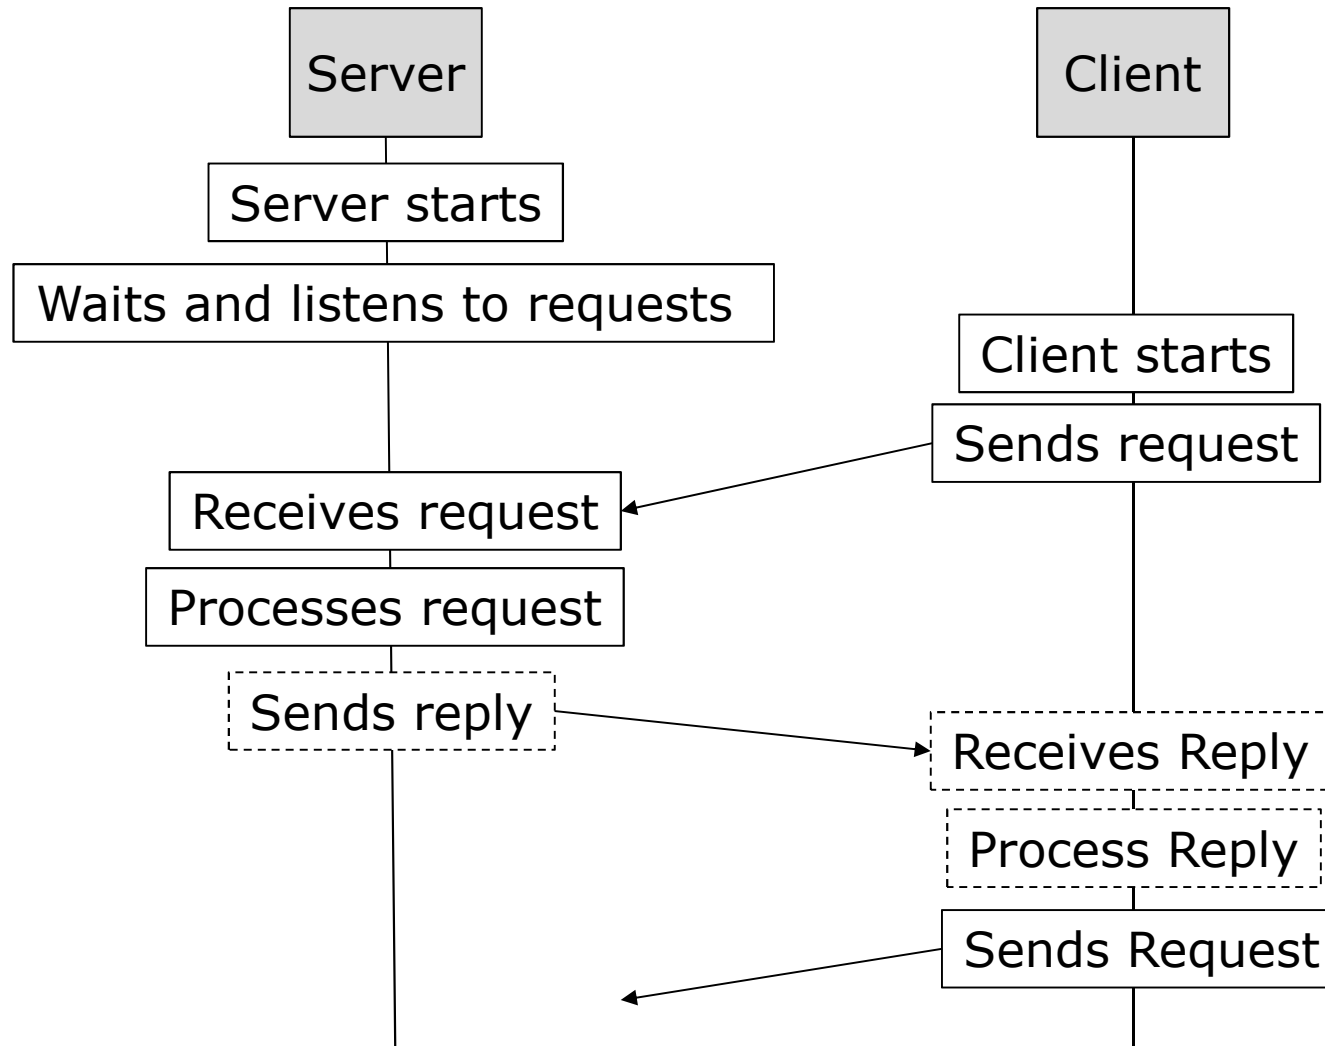 Server
Client
Server starts
Waits and listens to requests
Client starts
Sends request
Receives request
Processes request
Sends reply
Receives Reply
Process Reply
Sends Request